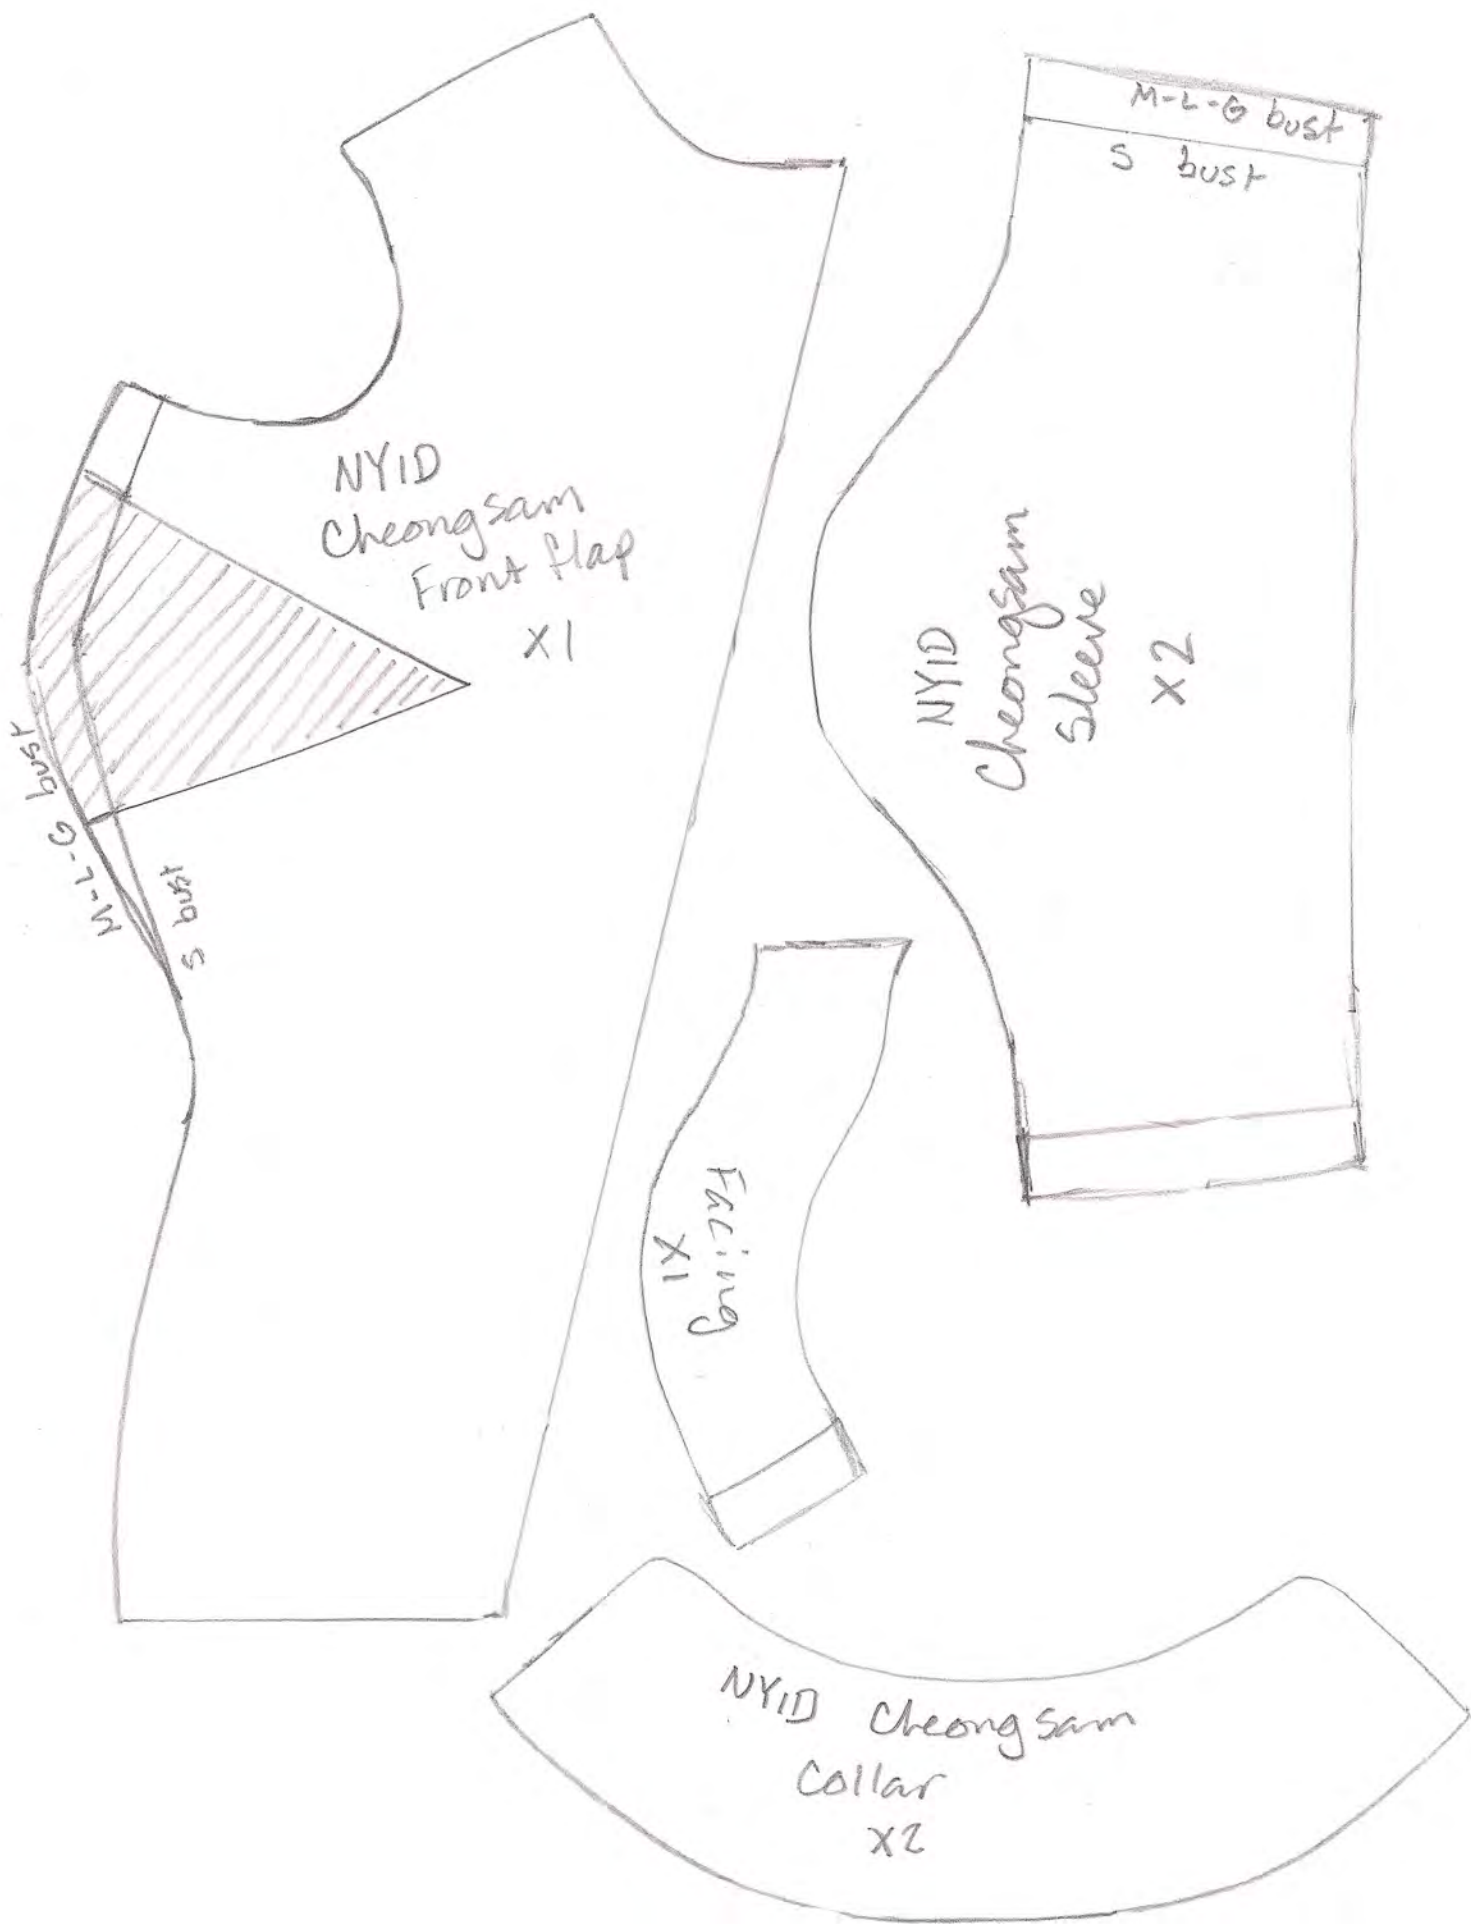 M-L-G bust
S bust
NYID
Cheongsam
Front flap
X1
M-L-G bust
S bust
NYID
Cheongsam
Sleeve
X2
Facing
X1
NYID Cheongsam
Collar
X2